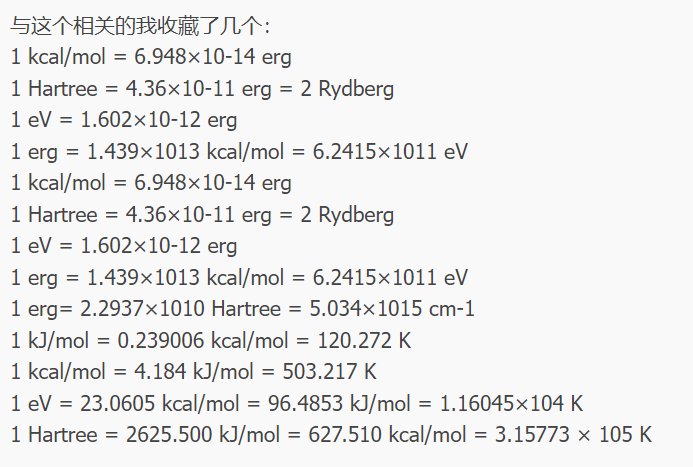 与这个相关的我收藏了几个：
1 kcal/mol = 6.948×10-14 erg
1 Hartree = 4.36×10-11 erg = 2 Rydberg
1 eV = 1.602×10-12 erg
1 erg = 1.439×1013 kcal/mol = 6.2415×1011 eV
1 kcal/mol = 6.948×10-14 erg
1 Hartree = 4.36×10-11 erg = 2 Rydberg
1 eV = 1.602×10-12 erg
1 erg = 1.439×1013 kcal/mol = 6.2415×1011 eV
1 erg= 2.2937×1010 Hartree = 5.034×1015 cm-1
1 kJ/mol = 0.239006 kcal/mol = 120.272 K
1 kcal/mol = 4.184 kJ/mol = 503.217 K
1 eV = 23.0605 kcal/mol = 96.4853 kJ/mol = 1.16045×104 K
1 Hartree = 2625.500 kJ/mol = 627.510 kcal/mol = 3.15773 × 105 K